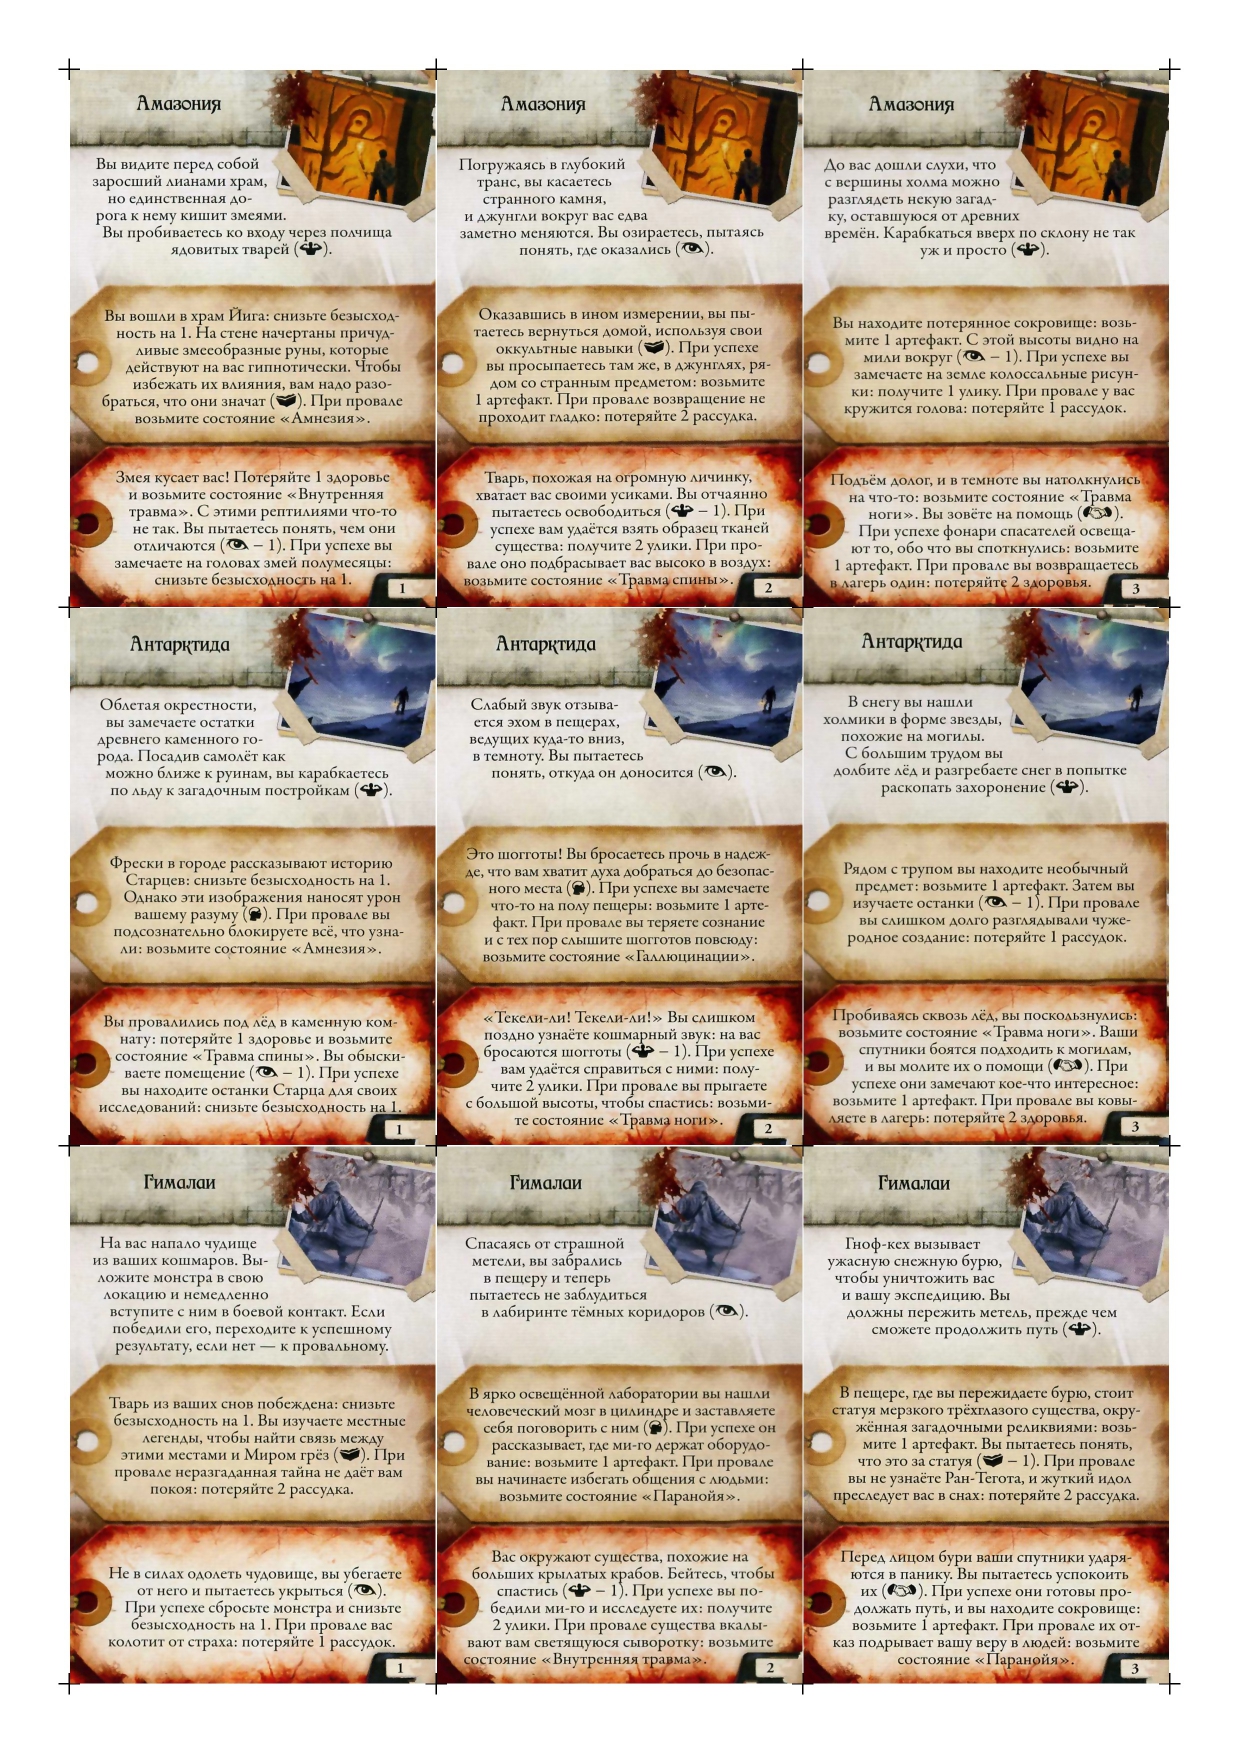 Амазония
Вы видите перед собой
заросший лианами храм,
но единственная до-
рога к нему кишит змеями.
Вы пробиваетесь ко входу через полчища
ядовитых тварей ( ).
Вы вошли в храм Йига: снизьте безысход-
ность на 1. На стене начертаны причуд-
ливые змееобразные руны, которые
действуют на вас гипнотически. Чтобы
избежать их влияния, вам надо разо-
браться, что они значат ( ). При провале
возьмите состояние «Амнезия».
Змея кусает вас! Потеряйте 1 здоровье
и возьмите состояние «Внутренняя
травма». С этими рептилиями что-то
не так. Вы пытаетесь понять, чем они
отличаются ( – 1). При успехе вы
замечаете на головах змей полумесяцы:
снизьте безысходность на 1.
1
Амазония
Погружаясь в глубокий
транс, вы касаетесь
странного камня,
и джунгли вокруг вас едва
заметно меняются. Вы озираетесь, пытаясь
понять, где оказались ( ).
Оказавшись в ином измерении, вы пы-
таетесь вернуться домой, используя свои
оккультные навыки ( ). При успехе
вы просыпаетесь там же, в джунглях, ря-
дом со странным предметом: возьмите
1 артефакт. При провале возвращение не
проходит гладко: потеряйте 2 рассудка.
Тварь, похожая на огромную личинку,
хватает вас своими усиками. Вы отчаянно
пытаетесь освободиться ( – 1). При
успехе вам удаётся взять образец тканей
существа: получите 2 улики. При про-
вале оно подбрасывает вас высоко в воздух:
возьмите состояние «Травма спины».
2
Амазония
До вас дошли слухи, что
с вершины холма можно
разглядеть некую загад-
ку, оставшуюся от древних
времён. Карабкаться вверх по склону не так
уж и просто ( ).
Вы находите потерянное сокровище: возь-
мите 1 артефакт. С этой высоты видно на
мили вокруг ( – 1). При успехе вы
замечаете на земле колоссальные рисун-
ки: получите 1 улику. При провале у вас
кружится голова: потеряйте 1 рассудок.
Подъём долог, и в темноте вы натолкнулись
на что-то: возьмите состояние «Травма
ноги». Вы зовёте на помощь ( ).
При успехе фонари спасателей освеща-
ют то, обо что вы споткнулись: возьмите
1 артефакт. При провале вы возвращаетесь
в лагерь один: потеряйте 2 здоровья.
3
Антарктида
Облетая окрестности,
вы замечаете остатки
древнего каменного го-
рода. Посадив самолёт как
можно ближе к руинам, вы карабкаетесь
по льду к загадочным постройкам ( ).
Фрески в городе рассказывают историю
Старцев: снизьте безысходность на 1.
Однако эти изображения наносят урон
вашему разуму ( ). При провале вы
подсознательно блокируете всё, что узна-
ли: возьмите состояние «Амнезия».
Вы провалились под лёд в каменную ком-
нату: потеряйте 1 здоровье и возьмите
состояние «Травма спины». Вы обыски-
ваете помещение ( – 1). При успехе
вы находите останки Старца для своих
исследований: снизьте безысходность на 1.
1
Антарктида
Слабый звук отзыва-
ется эхом в пещерах,
ведущих куда-то вниз,
в темноту. Вы пытаетесь
понять, откуда он доносится ( ).
Это шогготы! Вы бросаетесь прочь в надеж-
де, что вам хватит духа добраться до безопас-
ного места ( ). При успехе вы замечаете
что-то на полу пещеры: возьмите 1 арте-
факт. При провале вы теряете сознание
и с тех пор слышите шогготов повсюду:
возьмите состояние «Галлюцинации».
«Текели-ли! Текели-ли!» Вы слишком
поздно узнаёте кошмарный звук: на вас
бросаются шогготы ( – 1). При успехе
вам удаётся справиться с ними: полу-
чите 2 улики. При провале вы прыгаете
с большой высоты, чтобы спастись: возьми-
те состояние «Травма ноги».
2
Антарктида
В снегу вы нашли
холмики в форме звезды,
похожие на могилы.
С большим трудом вы
долбите лёд и разгребаете снег в попытке
раскопать захоронение ( ).
Рядом с трупом вы находите необычный
предмет: возьмите 1 артефакт. Затем вы
изучаете останки ( – 1). При провале
вы слишком долго разглядывали чуже-
родное создание: потеряйте 1 рассудок.
Пробиваясь сквозь лёд, вы поскользнулись:
возьмите состояние «Травма ноги». Ваши
спутники боятся подходить к могилам,
и вы молите их о помощи ( ). При
успехе они замечают кое-что интересное:
возьмите 1 артефакт. При провале вы ковы-
ляете в лагерь: потеряйте 2 здоровья.
3
Гималаи
На вас напало чудище
из ваших кошмаров. Вы-
ложите монстра в свою
локацию и немедленно
вступите с ним в боевой контакт. Если
победили его, переходите к успешному
результату, если нет — к провальному.
Тварь из ваших снов побеждена: снизьте
безысходность на 1. Вы изучаете местные
легенды, чтобы найти связь между
этими местами и Миром грёз ( ). При
провале неразгаданная тайна не даёт вам
покоя: потеряйте 2 рассудка.
Не в силах одолеть чудовище, вы убегаете
от него и пытаетесь укрыться ( ).
При успехе сбросьте монстра и снизьте
безысходность на 1. При провале вас
колотит от страха: потеряйте 1 рассудок.
1
Гималаи
Спасаясь от страшной
метели, вы забрались
в пещеру и теперь
пытаетесь не заблудиться
в лабиринте тёмных коридоров ( ).
В ярко освещённой лаборатории вы нашли
человеческий мозг в цилиндре и заставляете
себя поговорить с ним ( ). При успехе он
рассказывает, где ми-го держат оборудо-
вание: возьмите 1 артефакт. При провале
вы начинаете избегать общения с людьми:
возьмите состояние «Паранойя».
Вас окружают существа, похожие на
больших крылатых крабов. Бейтесь, чтобы
спастись ( – 1). При успехе вы по-
бедили ми-го и исследуете их: получите
2 улики. При провале существа вкалы-
вают вам светящуюся сыворотку: возьмите
состояние «Внутренняя травма».
2
Гималаи
Гноф-кех вызывает
ужасную снежную бурю,
чтобы уничтожить вас
и вашу экспедицию. Вы
должны пережить метель, прежде чем
сможете продолжить путь ( ).
В пещере, где вы пережидаете бурю, стоит
статуя мерзкого трёхглазого существа, окру-
жённая загадочными реликвиями: возь-
мите 1 артефакт. Вы пытаетесь понять,
что это за статуя ( – 1). При провале
вы не узнаёте Ран-Тегота, и жуткий идол
преследует вас в снах: потеряйте 2 рассудка.
Перед лицом бури ваши спутники ударя-
ются в панику. Вы пытаетесь успокоить
их ( ). При успехе они готовы про-
должать путь, и вы находите сокровище:
возьмите 1 артефакт. При провале их от-
каз подрывает вашу веру в людей: возьмите
состояние «Паранойя».
3